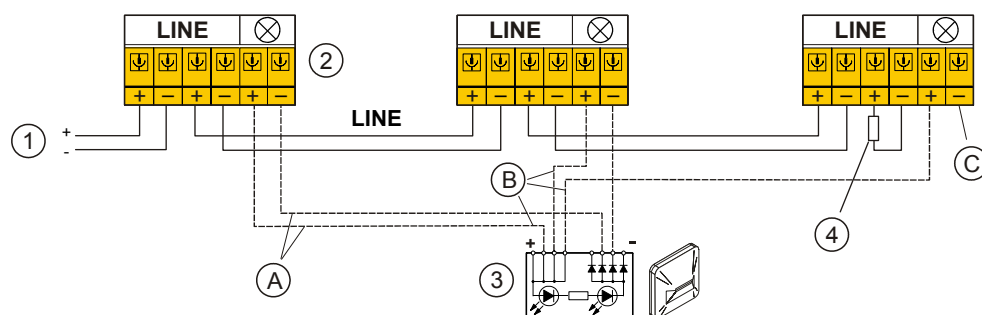 LINE LINE LINE
2
+ − + − + − + − + − + − + − + − + −
LINE
1 +
-
B C
4
+ -
3
A